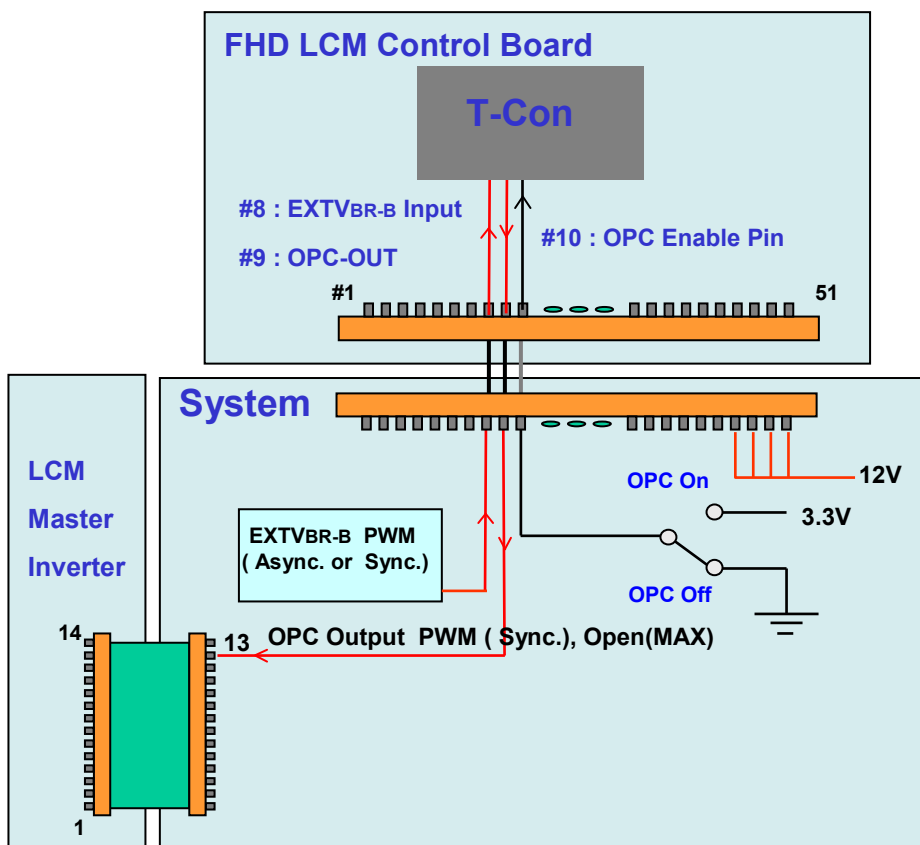 FHD LCM Control Board
T-Con
#8 : EXTVBR-B Input
#9 : OPC-OUT
#10 : OPC Enable Pin
#1
51
System
LCM
Master
Inverter
OPC On
12V
3.3V
EXTVBR-B PWM
( Async. or Sync.)
OPC Off
14
13
OPC Output PWM ( Sync.), Open(MAX)
1